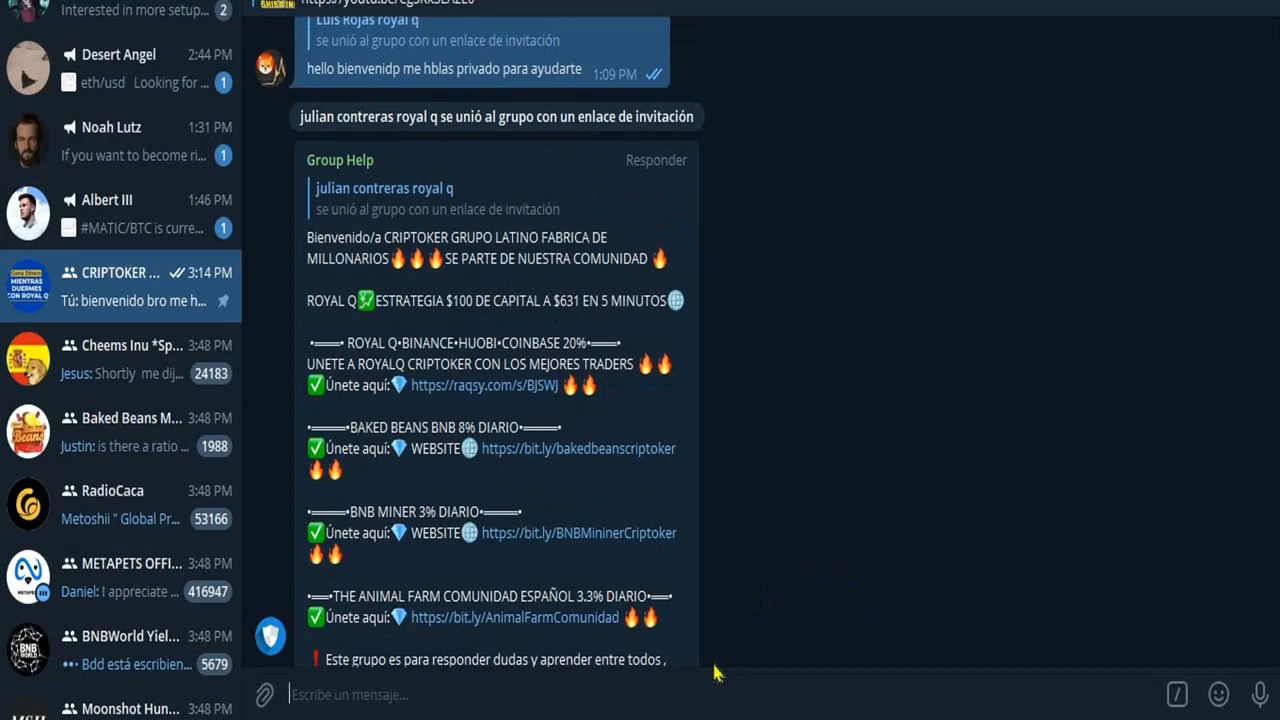 Interested in more setup... 2
Desert Angel 2:44 PM
eth/usd Looking for ... 1
Noah Lutz 1:31 PM
If you want to become ri... 1
Albert III 1:46 PM
#MATIC/BTC is curre... 1
CRIPTOKER ... 3:14 PM
Tú: bienvenido bro me h...
Gana Dinero
MIENTRAS
DUERMES
CON ROYAL Q
Cheems Inu *Sp... 3:48 PM
Jesus: Shortly me dij... 24183
Baked Beans M... 3:48 PM
Justin: is there a ratio ... 1988
RadioCaca 3:48 PM
Metoshii " Global Pr... 53166
METAPETS OFFI... 3:48 PM
Daniel: I appreciate ... 416947
BNBWorld Yiel... 3:48 PM
Bdd está escribien... 5679
Moonshot Hun... 3:48 PM
Luis Rojas royal q
se unió al grupo con un enlace de invitación
hello bienvenidp me hblas privado para ayudarte 1:09 PM
julian contreras royal q se unió al grupo con un enlace de invitación
Group Help Responder
julian contreras royal q
se unió al grupo con un enlace de invitación
Bienvenido/a CRIPTOKER GRUPO LATINO FABRICA DE
MILLONARIOS🔥🔥🔥SE PARTE DE NUESTRA COMUNIDAD 🔥
ROYAL Q💹ESTRATEGIA $100 DE CAPITAL A $631 EN 5 MINUTOS🌐
•═══• ROYAL Q•BINANCE•HUOBI•COINBASE 20%•═══•
UNETE A ROYALQ CRIPTOKER CON LOS MEJORES TRADERS 🔥🔥
✅Únete aquí:💎 https://raqsy.com/s/BJSWJ 🔥🔥
•════•BAKED BEANS BNB 8% DIARIO•════•
✅Únete aquí:💎 WEBSITE🌐 https://bit.ly/bakedbeanscriptoker
🔥🔥
•════•BNB MINER 3% DIARIO•════•
✅Únete aquí:💎 WEBSITE🌐 https://bit.ly/BNBMininerCriptoker
🔥🔥
•══•THE ANIMAL FARM COMUNIDAD ESPAÑOL 3.3% DIARIO•══•
✅Únete aquí:💎 https://bit.ly/AnimalFarmComunidad 🔥🔥
❗Este grupo es para responder dudas y aprender entre todos ,
Escribe un mensaje...